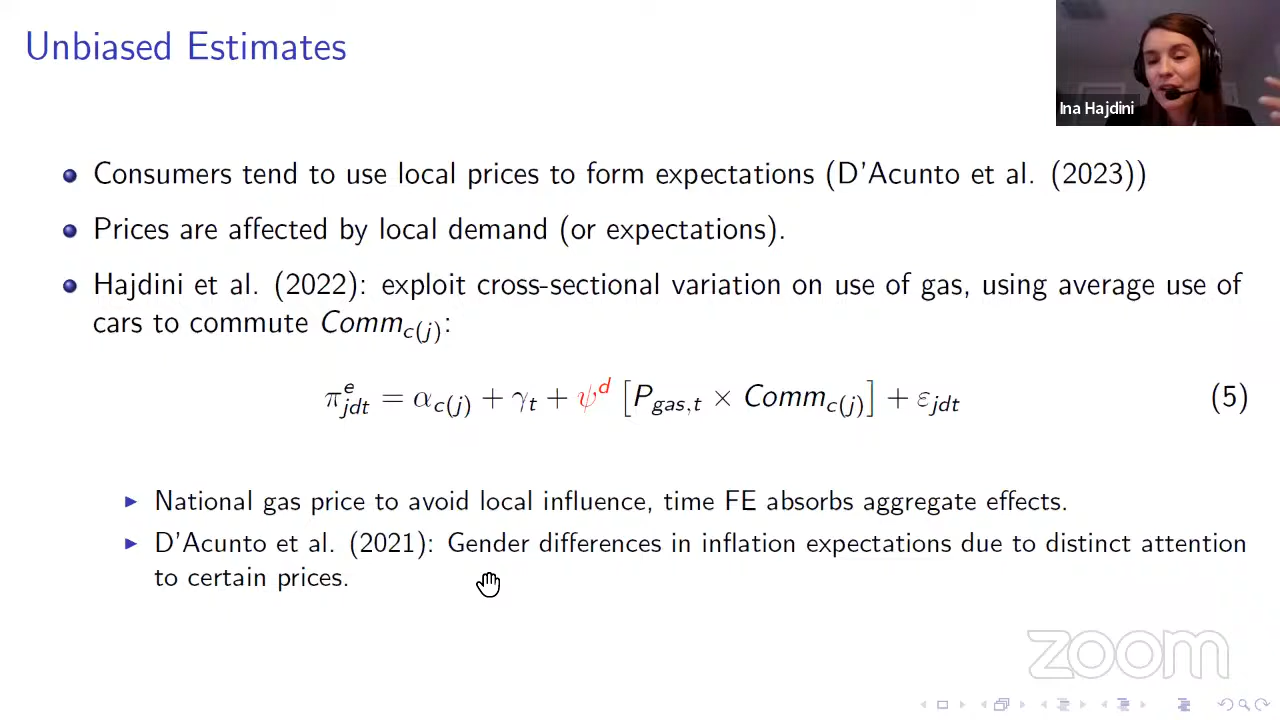 Unbiased Estimates
Ina Hajdini
Consumers tend to use local prices to form expectations (D'Acunto et al. (2023))
Prices are affected by local demand (or expectations).
Hajdini et al. (2022): exploit cross-sectional variation on use of gas, using average use of
cars to commute Comm_{c(j)}:
π^e_{jdt} = α_{c(j)} + γ_t + ψ^d [P_{gas,t} × Comm_{c(j)}] + ε_{jdt} (5)
National gas price to avoid local influence, time FE absorbs aggregate effects.
D'Acunto et al. (2021): Gender differences in inflation expectations due to distinct attention
to certain prices.
zoom